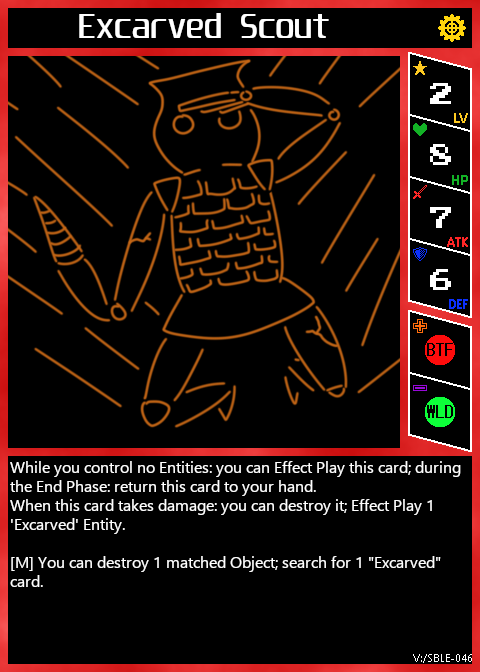 Excarved Scout
2
LV
8
HP
7
ATK
6
DEF
BTF
WLD
While you control no Entities: you can Effect Play this card; during
the End Phase: return this card to your hand.
When this card takes damage: you can destroy it; Effect Play 1
'Excarved' Entity.
[M] You can destroy 1 matched Object; search for 1 "Excarved"
card.
V:/SBLE-046